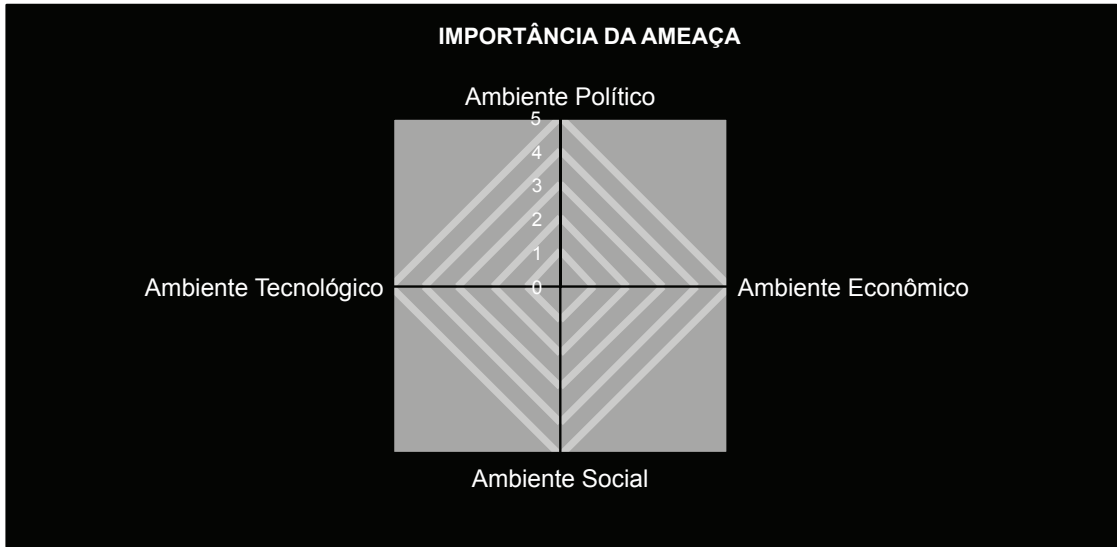 IMPORTÂNCIA DA AMEAÇA
Ambiente Político
5
4
3
2
1
Ambiente Tecnológico
0
Ambiente Econômico
Ambiente Social